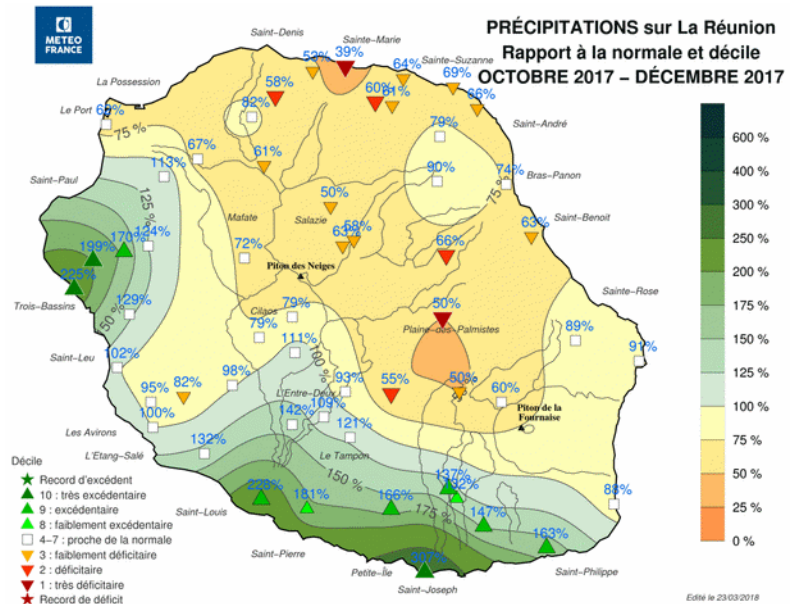 METEO
FRANCE
PRÉCIPITATIONS sur La Réunion
Rapport à la normale et décile
OCTOBRE 2017 – DÉCEMBRE 2017
Saint-Denis
Sainte-Marie
53%
39%
64%
Sainte-Suzanne
69%
La Possession
58%
60%
61%
66%
Le Port
82%
79%
Saint-André
75 %
67%
61%
113%
90%
74%
Bras-Panon
75 %
Saint-Paul
125 %
50%
Mafate
Salazie
58%
63%
63%
Saint-Benoit
170%
124%
199%
72%
66%
225%
Piton des Neiges
Sainte-Rose
Trois-Bassins
129%
150 %
Cilaos
79%
79%
50%
Plaine-des-Palmistes
89%
Saint-Leu
102%
111%
100 %
91%
98%
93%
95%
82%
L'Entre-Deux
55%
50%
60%
100%
109%
142%
Piton de la
Fournaise
Les Avirons
132%
121%
L'Etang-Salé
Le Tampon
150 %
137%
88%
228%
181%
166%
175 %
147%
Saint-Louis
163%
Saint-Pierre
307%
Petite-Île
Saint-Philippe
Saint-Joseph
Décile
Record d'excédent
10 : très excédentaire
9 : excédentaire
8 : faiblement excédentaire
4–7 : proche de la normale
3 : faiblement déficitaire
2 : déficitaire
1 : très déficitaire
Record de déficit
600 %
400 %
300 %
250 %
200 %
175 %
150 %
125 %
100 %
75 %
50 %
25 %
0 %
Edité le 23/03/2018